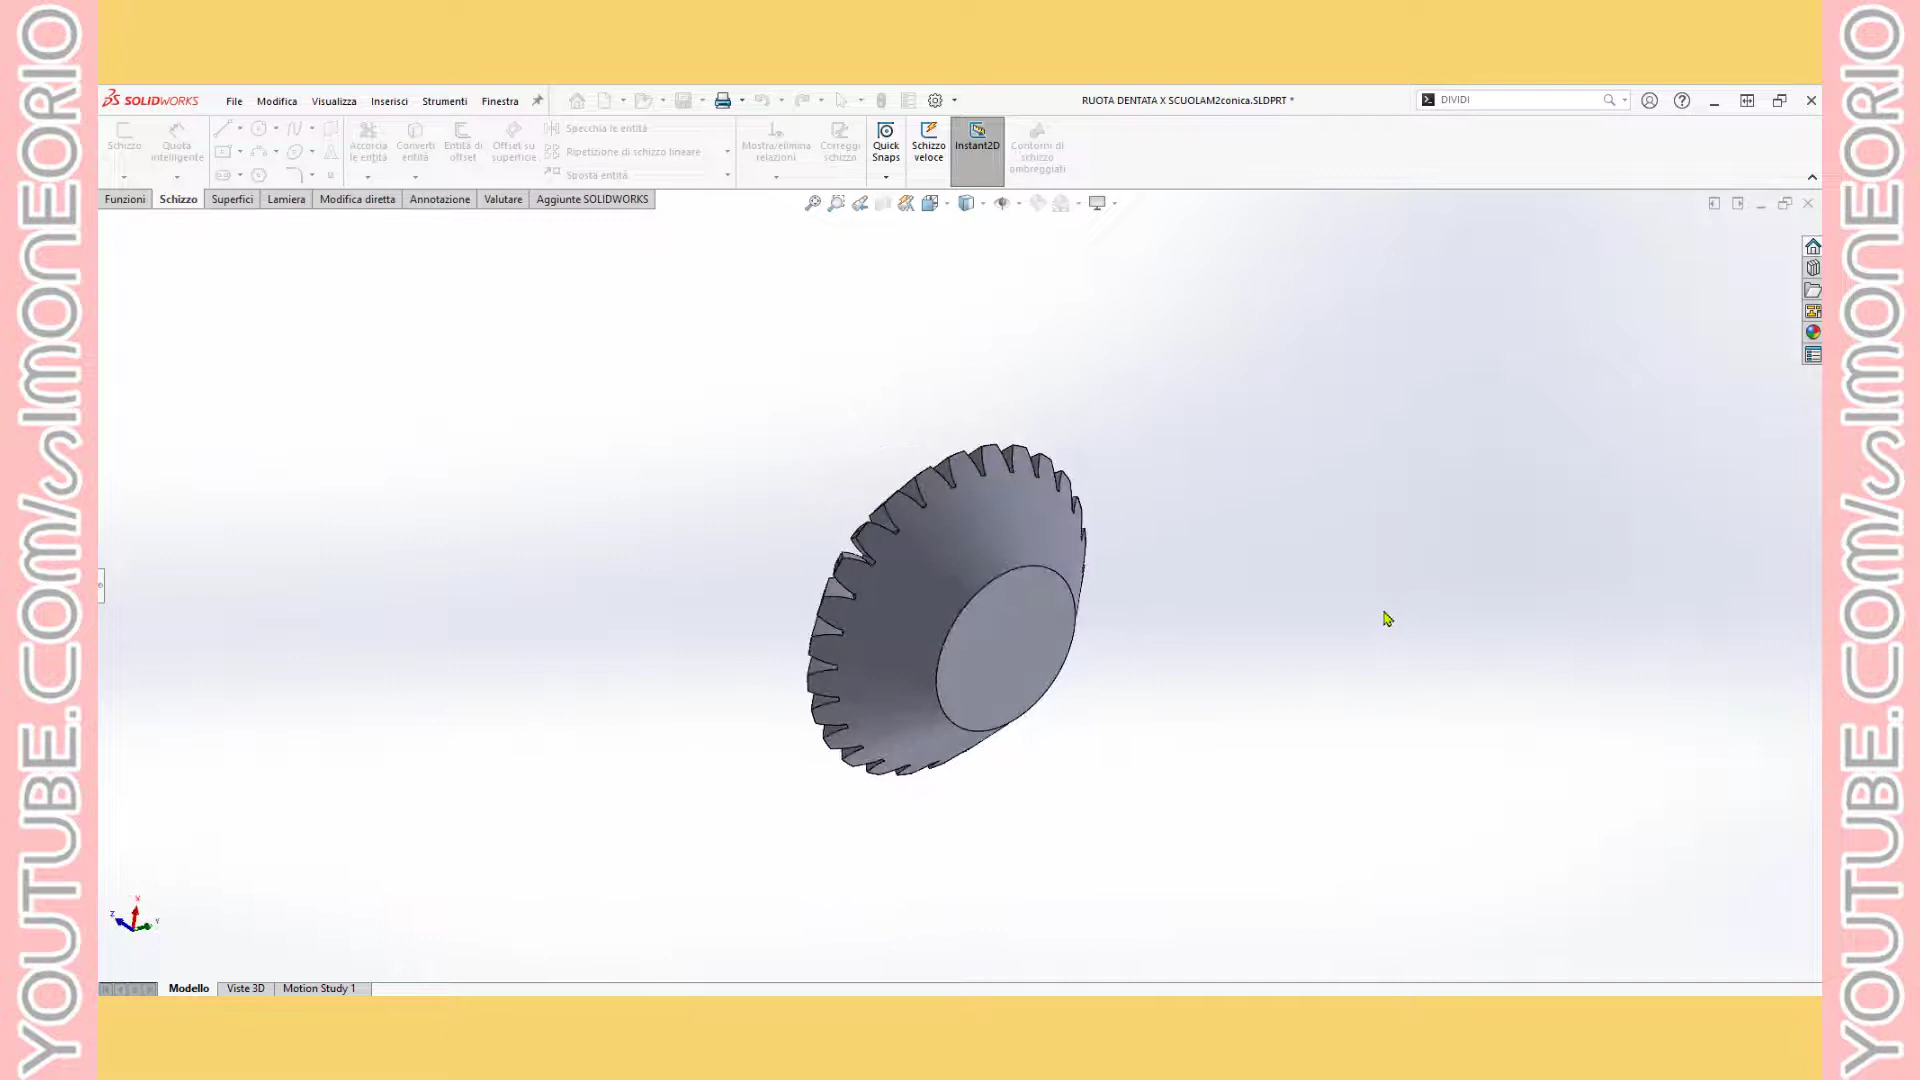 YOUTUBE.COM/SIMONEORIO
SOLIDWORKS
File Modifica Visualizza Inserisci Strumenti Finestra
RUOTA DENTATA X SCUOLAM2conica.SLDPRT *
DIVIDI
Schizzo
Quota intelligente
Accorcia le entità
Converti entità
Entità di offset
Offset su superficie
Specchia le entità
Ripetizione di schizzo lineare
Sposta entità
Mostra/elimina relazioni
Correggi schizzo
Quick Snaps
Schizzo veloce
Instant2D
Contorni di schizzo ombreggiati
Funzioni Schizzo Superfici Lamiera Modifica diretta Annotazione Valutare Aggiunte SOLIDWORKS
X
Z
Y
Modello Viste 3D Motion Study 1
YOUTUBE.COM/SIMONEORIO